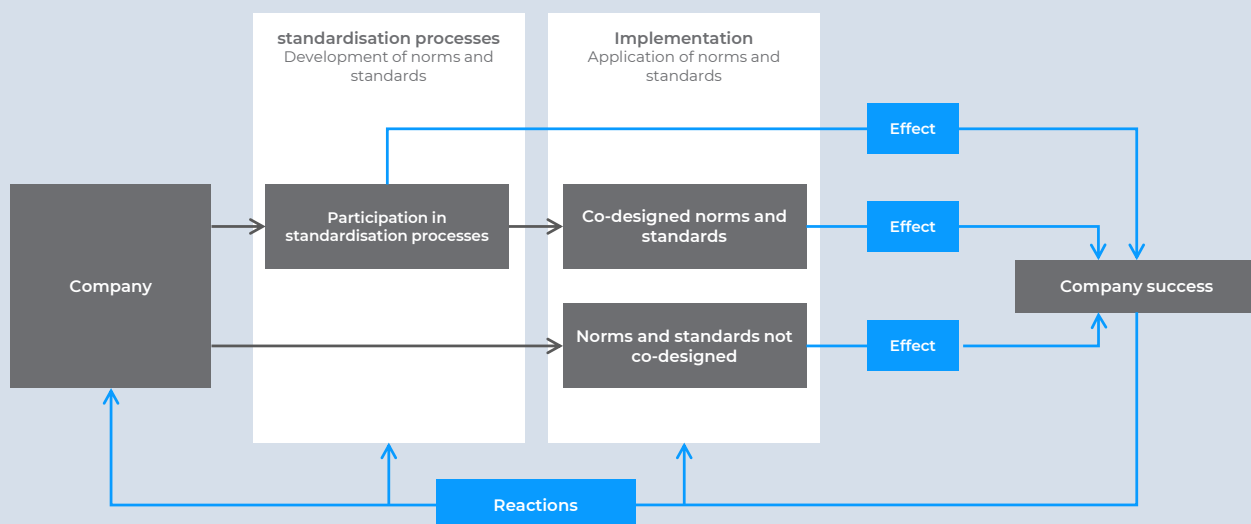 standardisation processes
Development of norms and
standards
Implementation
Application of norms and
standards
Effect
Participation in
standardisation processes
Co-designed norms and
standards
Effect
Company
Company success
Norms and standards not
co-designed
Effect
Reactions